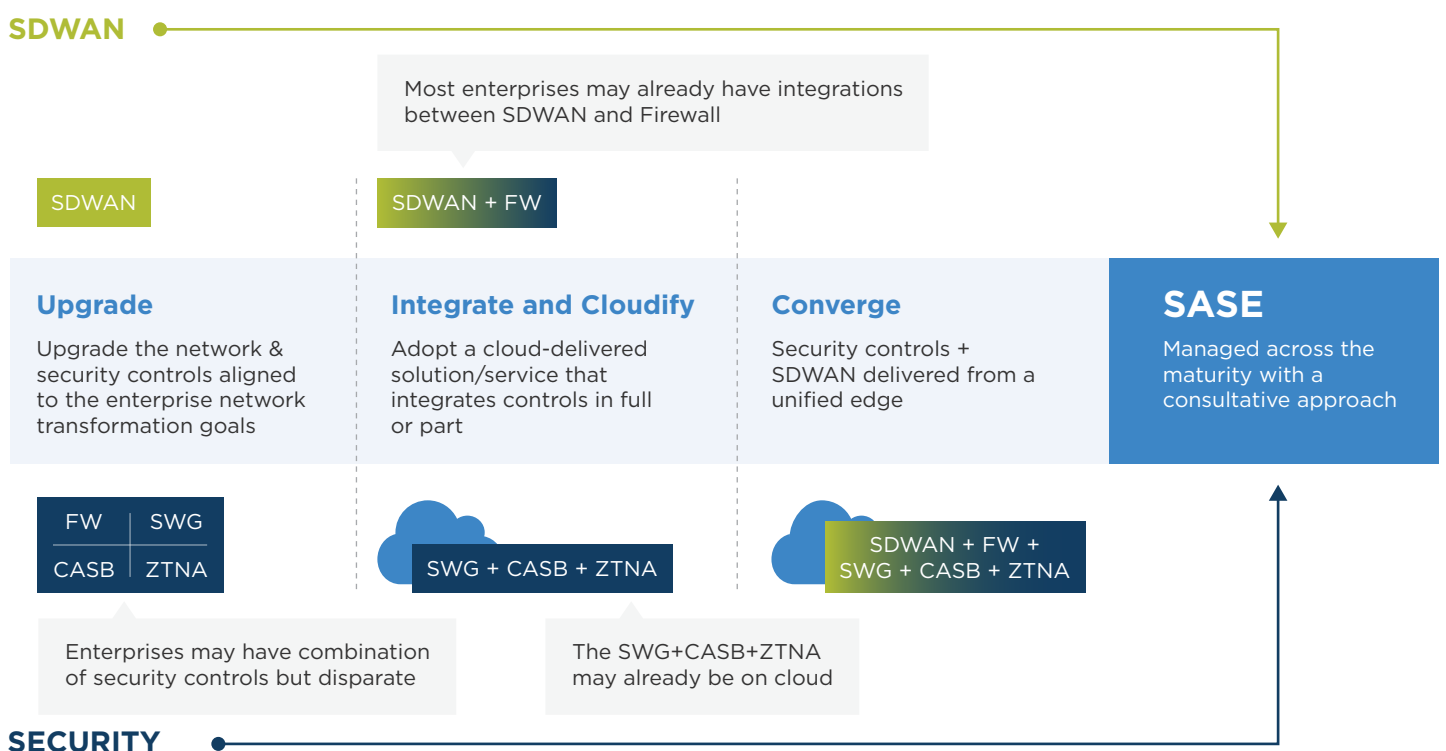 SDWAN
Most enterprises may already have integrations
between SDWAN and Firewall
SDWAN
SDWAN + FW
Upgrade
Upgrade the network &
security controls aligned
to the enterprise network
transformation goals
Integrate and Cloudify
Adopt a cloud-delivered
solution/service that
integrates controls in full
or part
Converge
Security controls +
SDWAN delivered from a
unified edge
SASE
Managed across the
maturity with a
consultative approach
FW SWG
CASB ZTNA
SWG + CASB + ZTNA
SDWAN + FW +
SWG + CASB + ZTNA
Enterprises may have combination
of security controls but disparate
The SWG+CASB+ZTNA
may already be on cloud
SECURITY